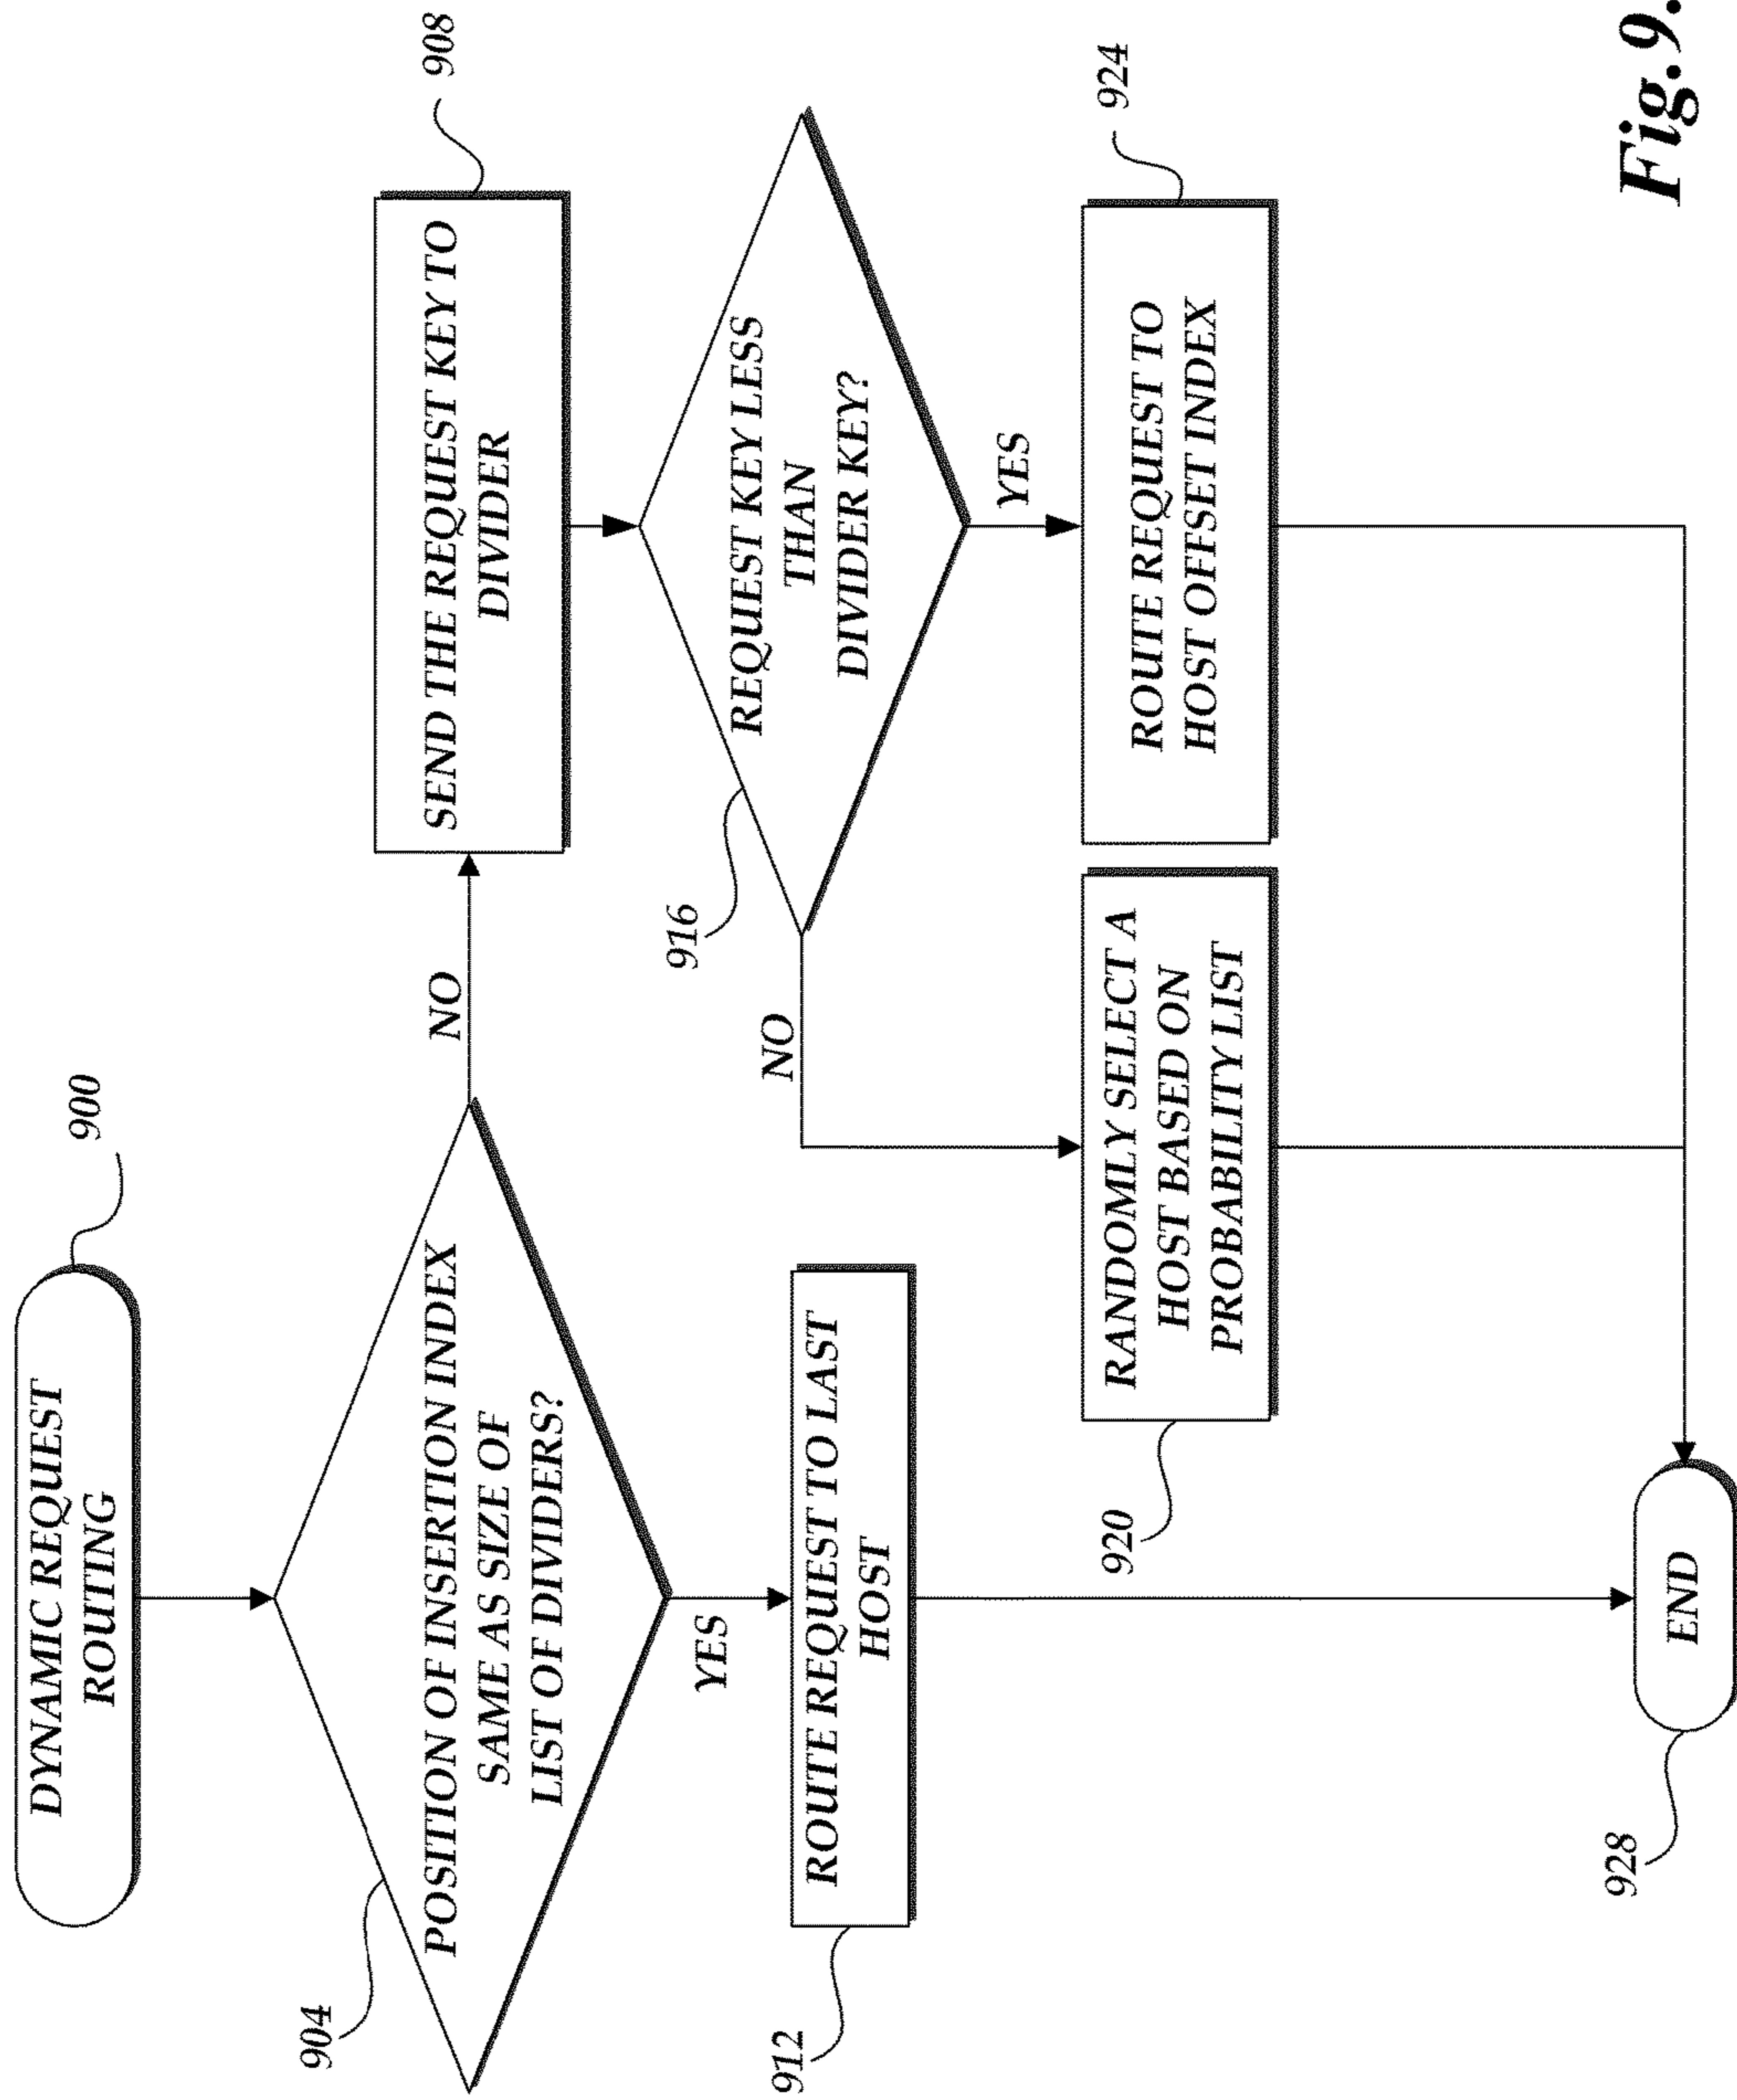 DYNAMIC REQUEST
ROUTING
900
904
POSITION OF INSERTION INDEX
SAME AS SIZE OF
LIST OF DIVIDERS?
NO
908
SEND THE REQUEST KEY TO
DIVIDER
YES
912
ROUTE REQUEST TO LAST
HOST
916
REQUEST KEY LESS
THAN
DIVIDER KEY?
NO
YES
920
RANDOMLY SELECT A
HOST BASED ON
PROBABILITY LIST
924
ROUTE REQUEST TO
HOST OFFSET INDEX
928
END
Fig.9.